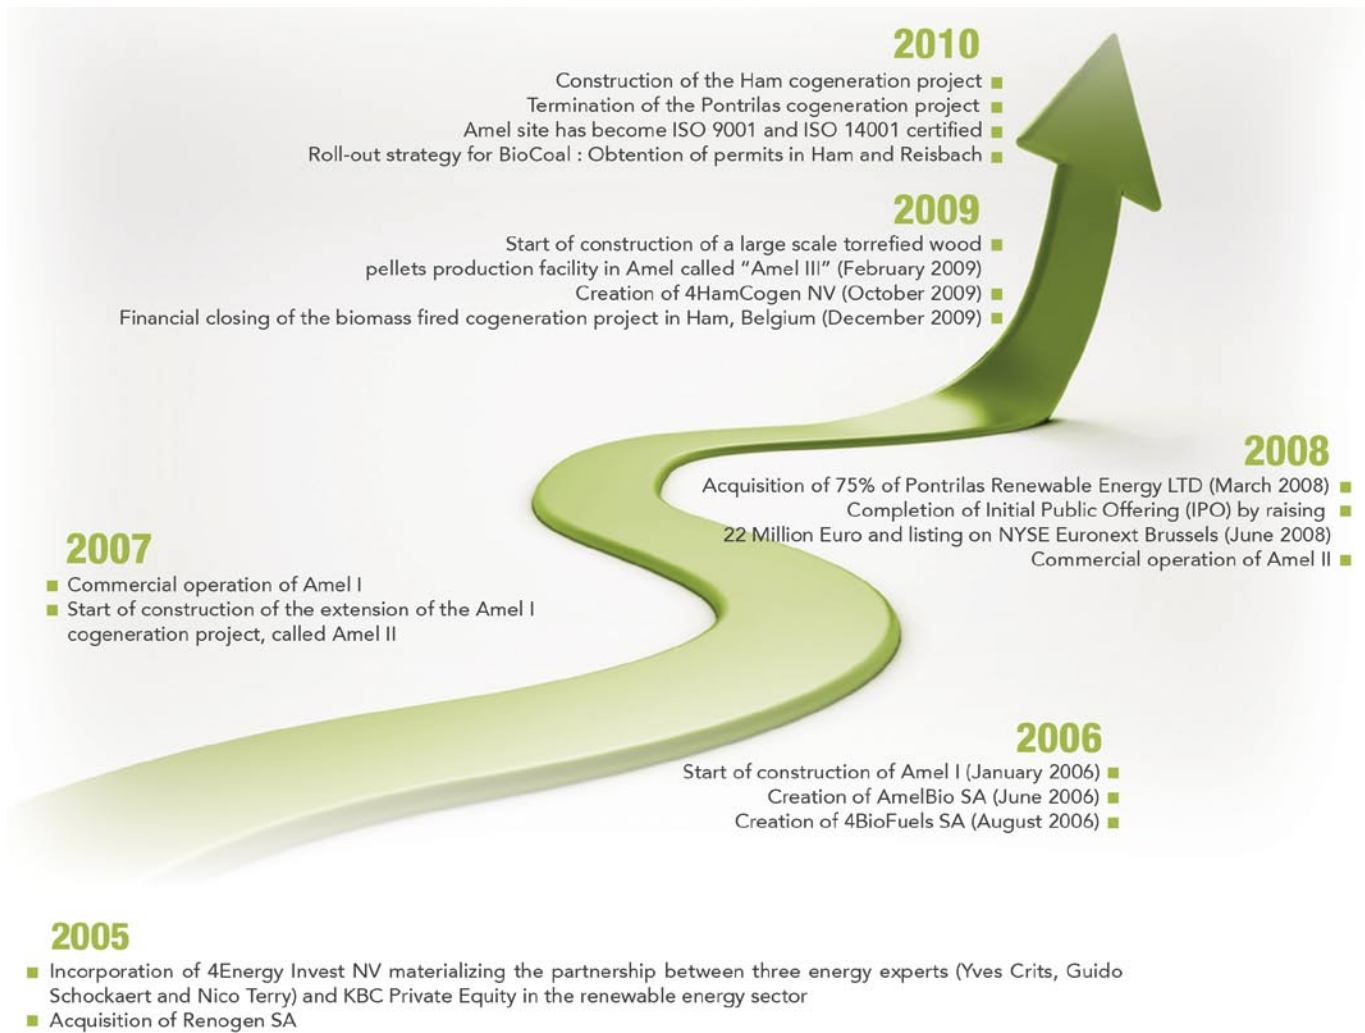 2010
Construction of the Ham cogeneration project
Termination of the Pontrilas cogeneration project
Amel site has become ISO 9001 and ISO 14001 certified
Roll-out strategy for BioCoal : Obtention of permits in Ham and Reisbach
2009
Start of construction of a large scale torrefied wood
pellets production facility in Amel called “Amel III” (February 2009)
Creation of 4HamCogen NV (October 2009)
Financial closing of the biomass fired cogeneration project in Ham, Belgium (December 2009)
2008
Acquisition of 75% of Pontrilas Renewable Energy LTD (March 2008)
Completion of Initial Public Offering (IPO) by raising
22 Million Euro and listing on NYSE Euronext Brussels (June 2008)
Commercial operation of Amel II
2007
Commercial operation of Amel I
Start of construction of the extension of the Amel I
cogeneration project, called Amel II
2006
Start of construction of Amel I (January 2006)
Creation of AmelBio SA (June 2006)
Creation of 4BioFuels SA (August 2006)
2005
Incorporation of 4Energy Invest NV materializing the partnership between three energy experts (Yves Crits, Guido
Schockaert and Nico Terry) and KBC Private Equity in the renewable energy sector
Acquisition of Renogen SA